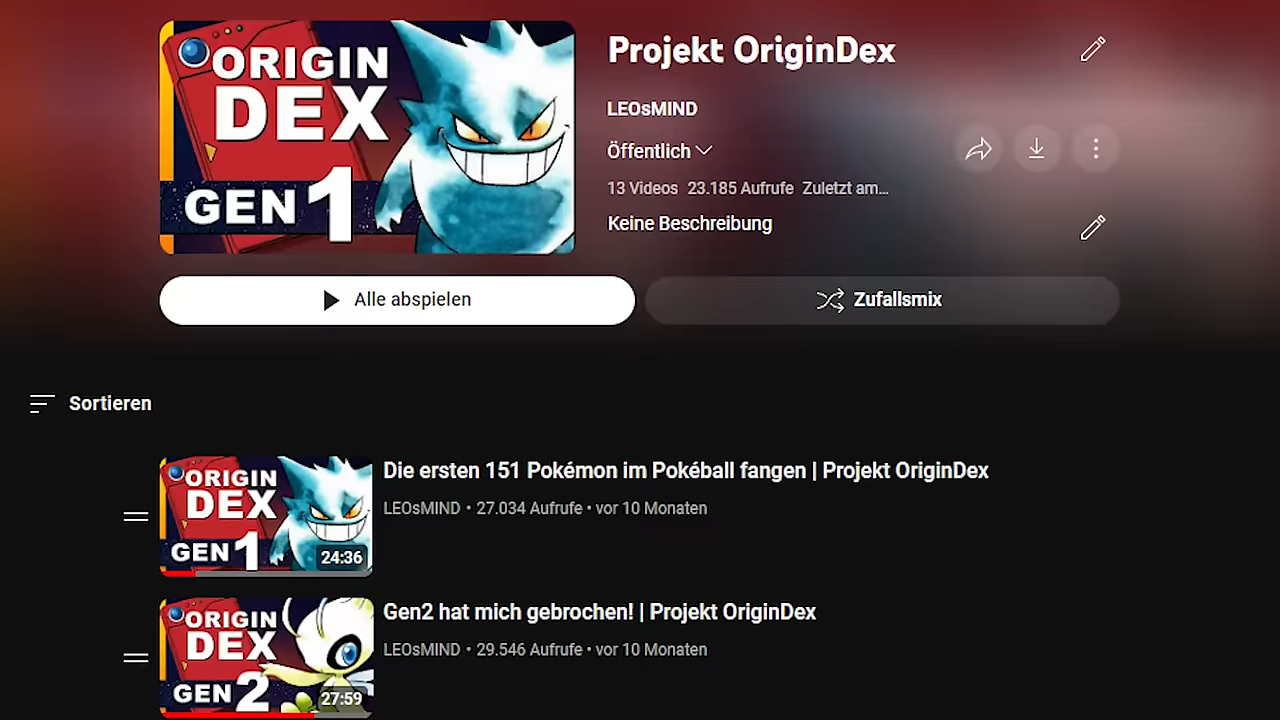 ORIGIN
DEX
GEN 1
Projekt OriginDex
LEOsMIND
Öffentlich
13 Videos 23.185 Aufrufe Zuletzt am...
Keine Beschreibung
Alle abspielen
Zufallsmix
Sortieren
ORIGIN
DEX
GEN 1
24:36
Die ersten 151 Pokémon im Pokéball fangen | Projekt OriginDex
LEOsMIND • 27.034 Aufrufe • vor 10 Monaten
ORIGIN
DEX
GEN 2
27:59
Gen2 hat mich gebrochen! | Projekt OriginDex
LEOsMIND • 29.546 Aufrufe • vor 10 Monaten